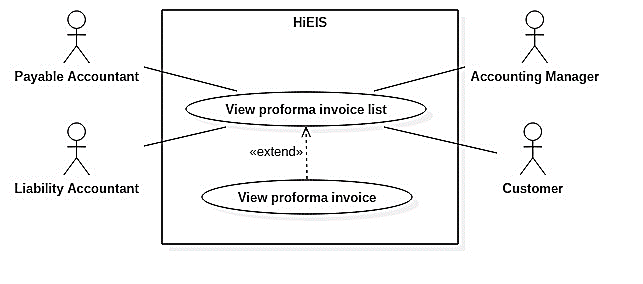 HiEIS
Payable Accountant
Accounting Manager
View proforma invoice list
«extend»
Liability Accountant
Customer
View proforma invoice